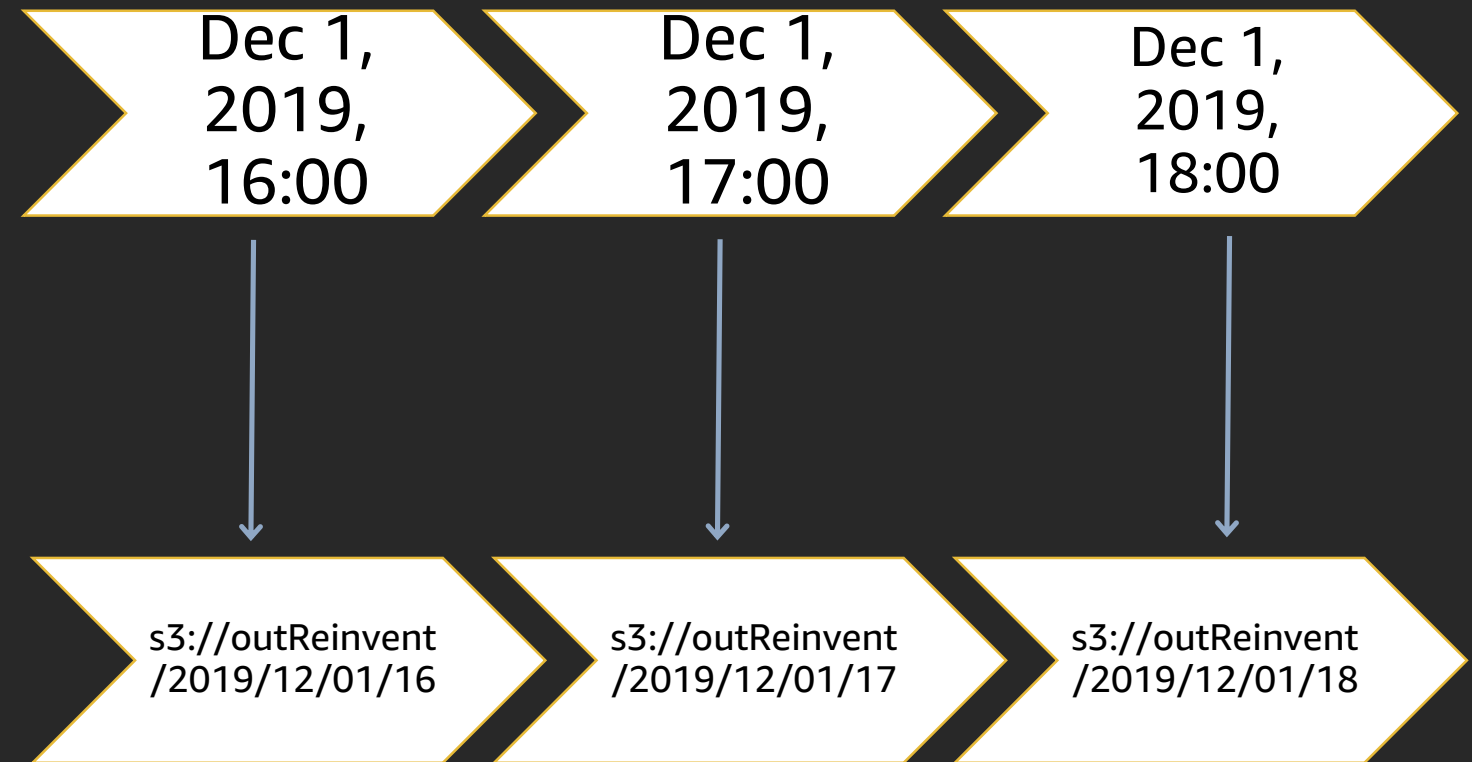 Dec 1,
2019,
16:00
Dec 1,
2019,
17:00
Dec 1,
2019,
18:00
s3://outReinvent
/2019/12/01/16
s3://outReinvent
/2019/12/01/17
s3://outReinvent
/2019/12/01/18